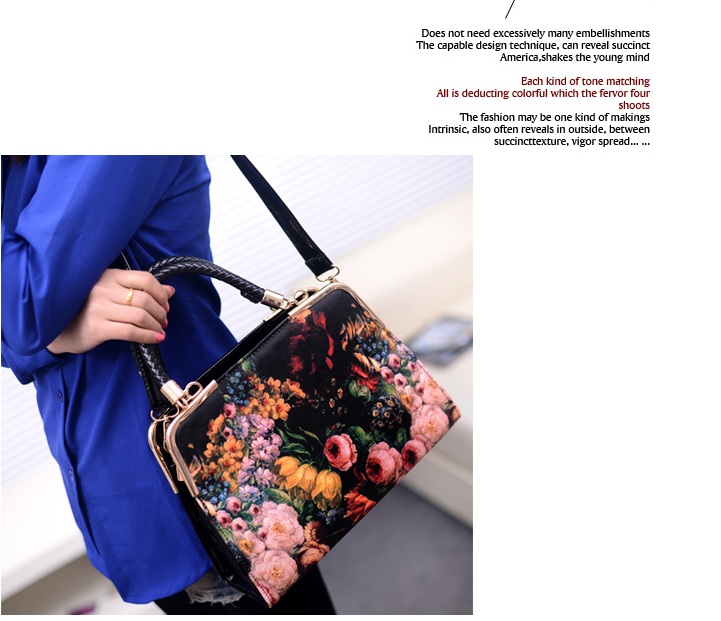 Does not need excessively many embellishments
The capable design technique, can reveal succinct
America,shakes the young mind
Each kind of tone matching
All is deducting colorful which the fervor four
shoots
The fashion may be one kind of makings
Intrinsic, also often reveals in outside, between
succincttexture, vigor spread... ...